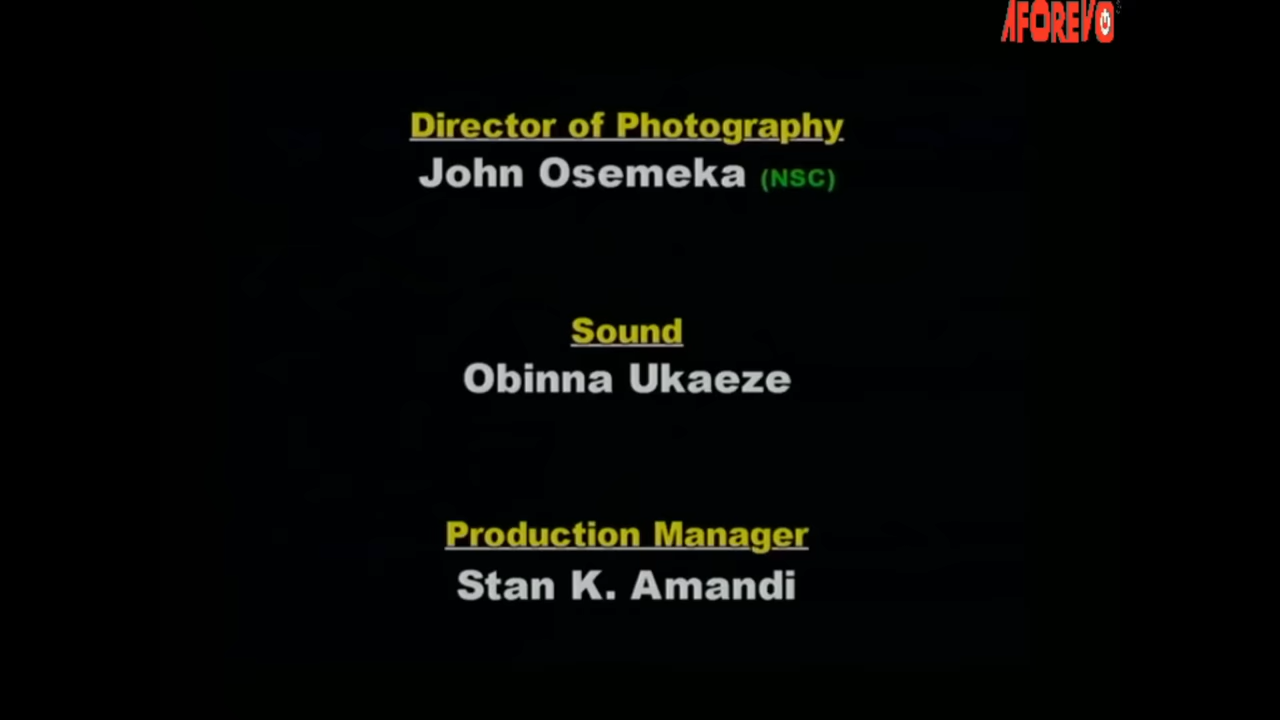 AFOREVO
Director of Photography
John Osemeka (NSC)
Sound
Obinna Ukaeze
Production Manager
Stan K. Amandi